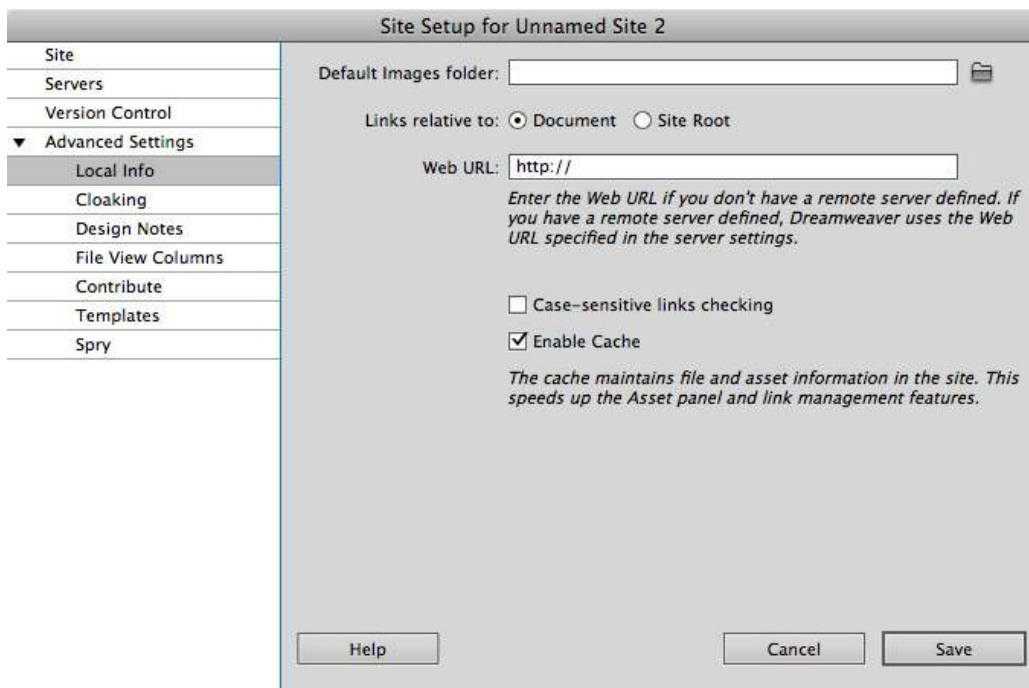 Site Setup for Unnamed Site 2
Site
Servers
Version Control
Advanced Settings
Local Info
Cloaking
Design Notes
File View Columns
Contribute
Templates
Spry
Default Images folder:
Links relative to: Document Site Root
Web URL: http://
Enter the Web URL if you don't have a remote server defined. If
you have a remote server defined, Dreamweaver uses the Web
URL specified in the server settings.
Case-sensitive links checking
Enable Cache
The cache maintains file and asset information in the site. This
speeds up the Asset panel and link management features.
Help Cancel Save